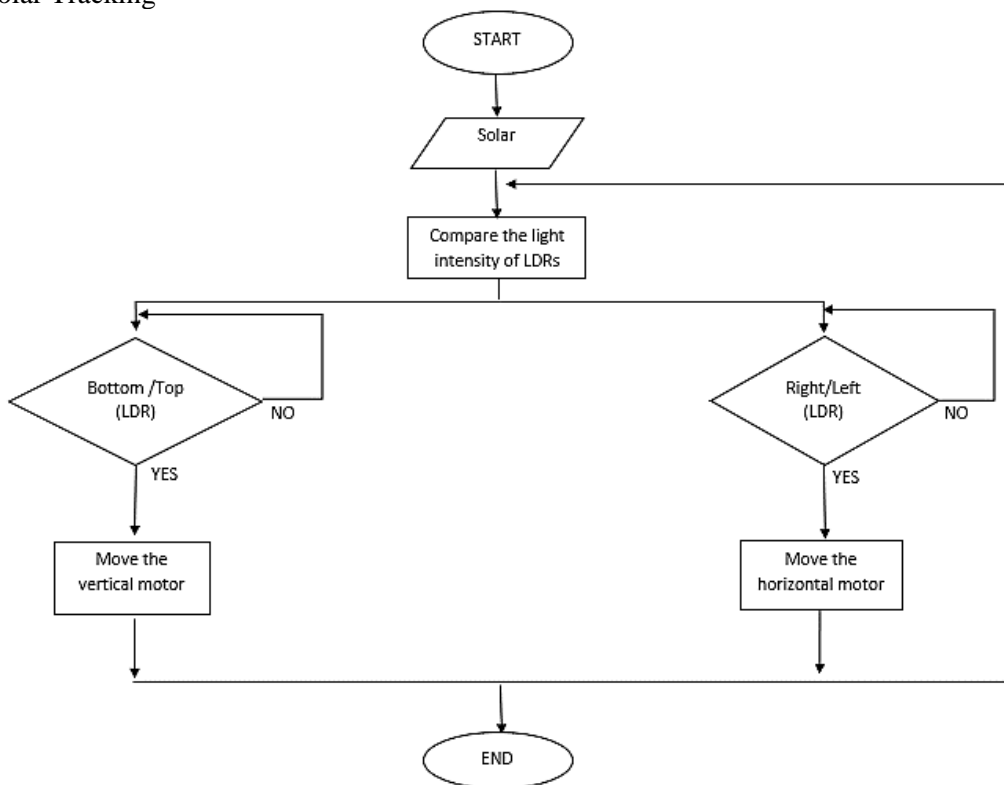 olar Tracking
START
Solar
Compare the light
intensity of LDRs
Bottom /Top
(LDR)
NO
YES
Right/Left
(LDR)
NO
YES
Move the
vertical motor
Move the
horizontal motor
END